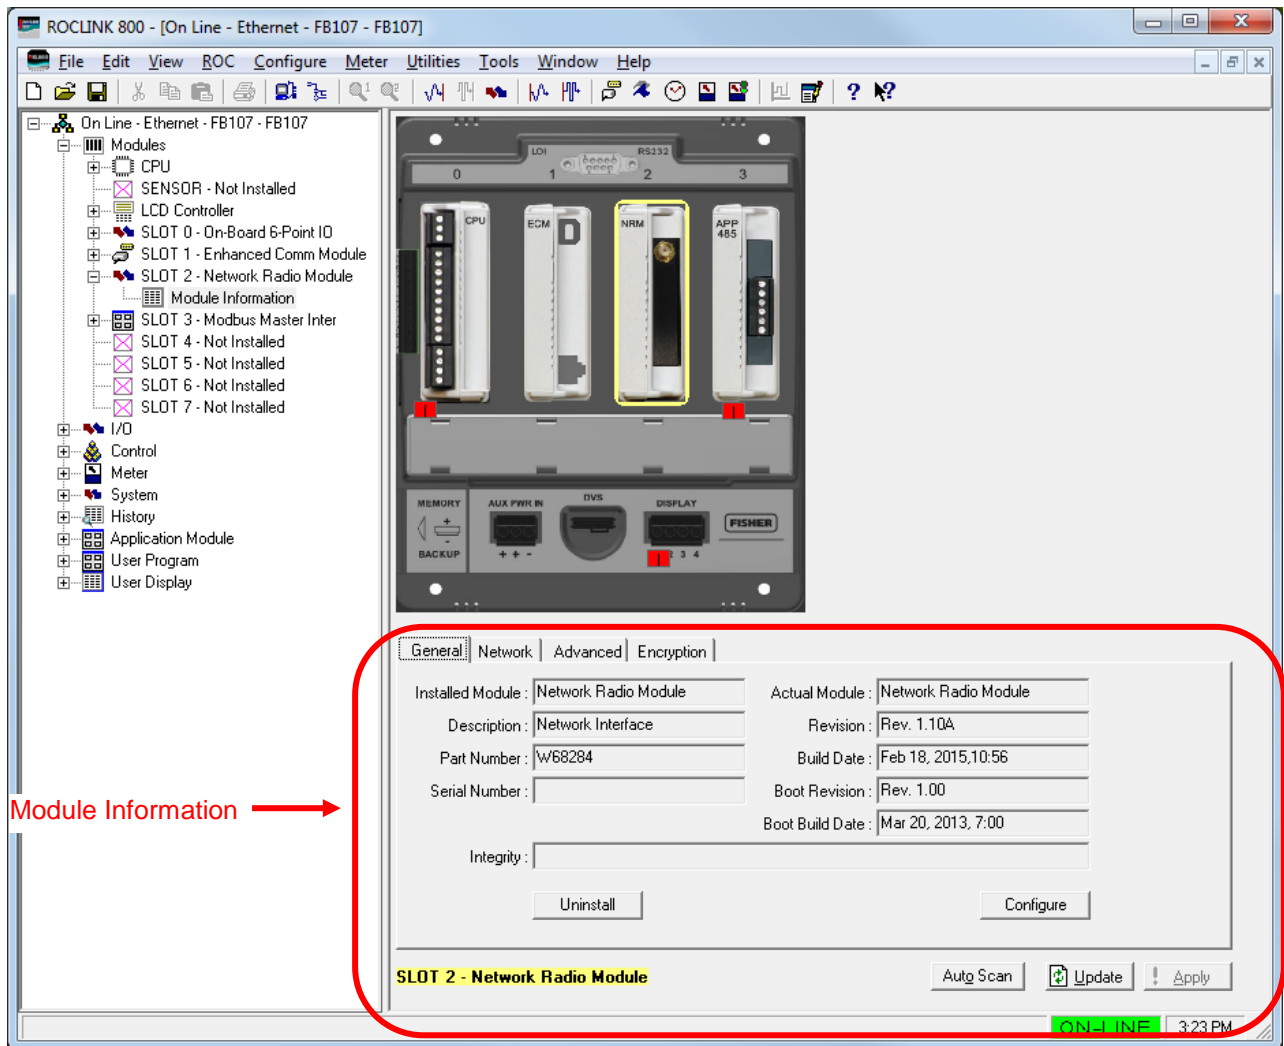 ROCLINK 800 - [On Line - Ethernet - FB107 - FB107]
File Edit View ROC Configure Meter Utilities Tools Window Help
On Line - Ethernet - FB107 - FB107
Modules
CPU
SENSOR - Not Installed
LCD Controller
SLOT 0 - On-Board 6-Point IO
SLOT 1 - Enhanced Comm Module
SLOT 2 - Network Radio Module
Module Information
SLOT 3 - Modbus Master Inter
SLOT 4 - Not Installed
SLOT 5 - Not Installed
SLOT 6 - Not Installed
SLOT 7 - Not Installed
I/O
Control
Meter
System
History
Application Module
User Program
User Display
LOI RS232
0 1 2 3
CPU ECM NRM APP
485
D
MEMORY AUX PWR IN DVS DISPLAY
FISHER
BACKUP + + - 2 3 4
General Network Advanced Encryption
Installed Module : Network Radio Module Actual Module : Network Radio Module
Description : Network Interface Revision : Rev. 1.10A
Part Number : W68284 Build Date : Feb 18, 2015,10:56
Serial Number : Boot Revision : Rev. 1.00
Module Information
Boot Build Date : Mar 20, 2013, 7:00
Integrity :
Uninstall Configure
SLOT 2 - Network Radio Module Auto Scan Update Apply
ON-LINE 3:23 PM